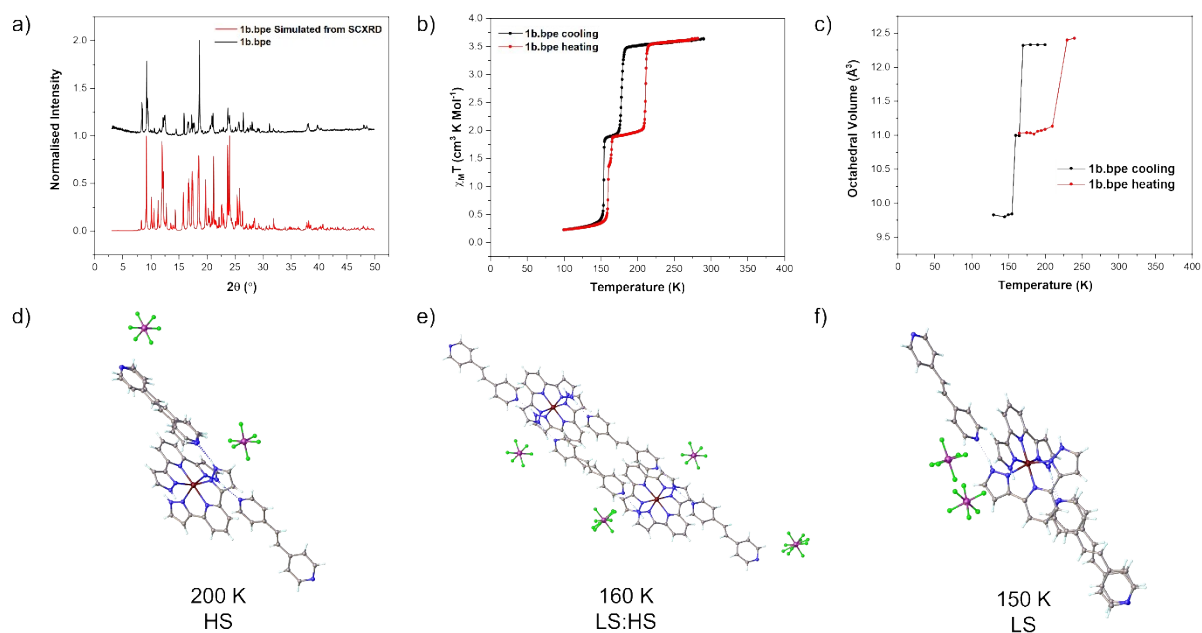 a)
1b.bpe Simulated from SCXRD
1b.bpe
2.0
1.5
1.0
0.5
0.0
Normalised Intensity
0 5 10 15 20 25 30 35 40 45 50
2θ (°)
b)
1b.bpe cooling
1b.bpe heating
4.0
3.5
3.0
2.5
2.0
1.5
1.0
0.5
0.0
χMT (cm³ K Mol⁻¹)
0 50 100 150 200 250 300 350 400
Temperature (K)
c)
12.5
12.0
11.5
11.0
10.5
10.0
9.5
Octahedral Volume (Å³)
1b.bpe cooling
1b.bpe heating
0 50 100 150 200 250 300 350 400
Temperature (K)
d)
200 K
HS
e)
160 K
LS:HS
f)
150 K
LS